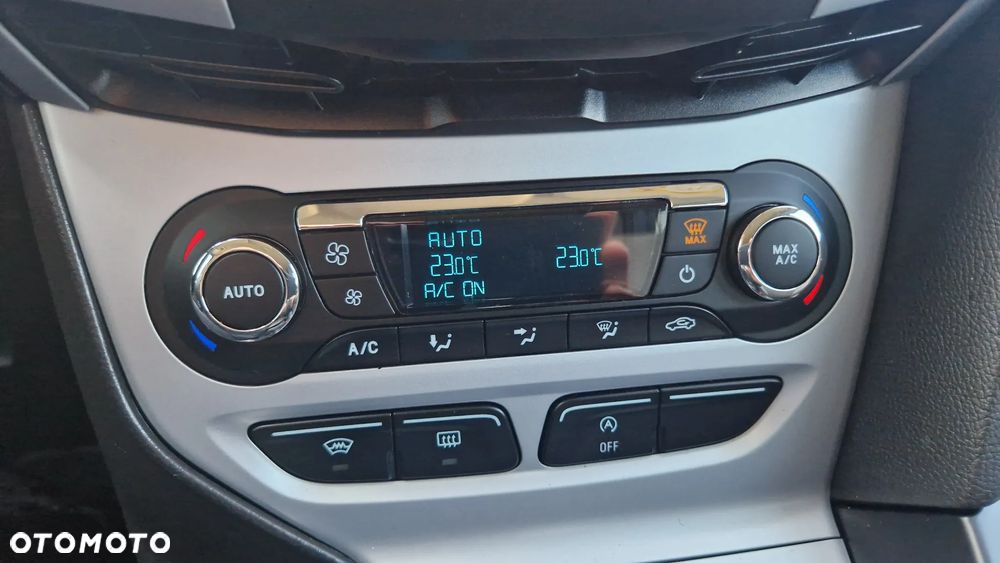 AUTO
23.0°C 23.0°C
A/C ON
MAX
AUTO
MAX
A/C
A/C
OFF
OTOMOTO